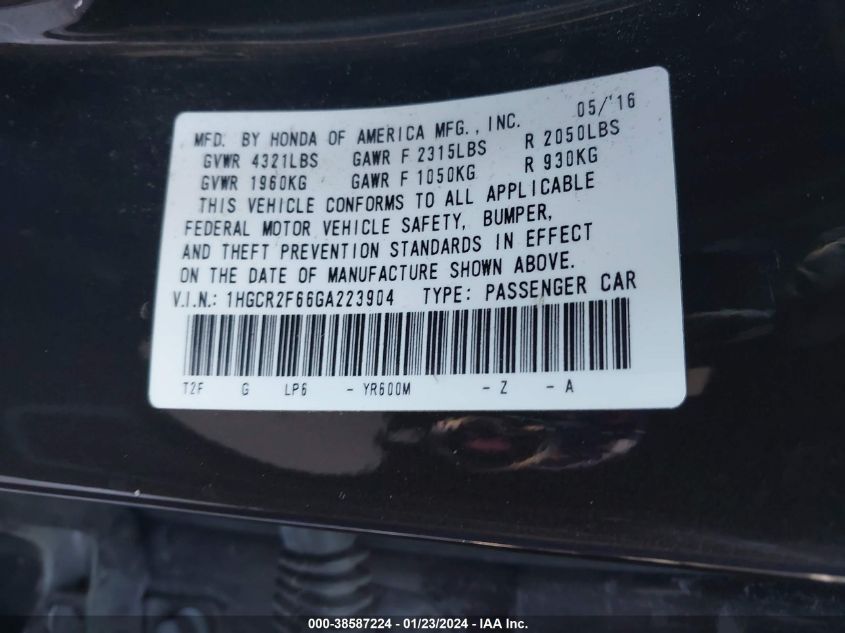 MFD. BY HONDA OF AMERICA MFG., INC. 05/'16
GVWR 4321LBS GAWR F 2315LBS R 2050LBS
GVWR 1960KG GAWR F 1050KG R 930KG
THIS VEHICLE CONFORMS TO ALL APPLICABLE
FEDERAL MOTOR VEHICLE SAFETY, BUMPER,
AND THEFT PREVENTION STANDARDS IN EFFECT
ON THE DATE OF MANUFACTURE SHOWN ABOVE.
V.I.N.: 1HGCR2F66GA223904 TYPE: PASSENGER CAR
T2F G LP6 - YR600M - Z - A
000-38587224 - 01/23/2024 - IAA Inc.